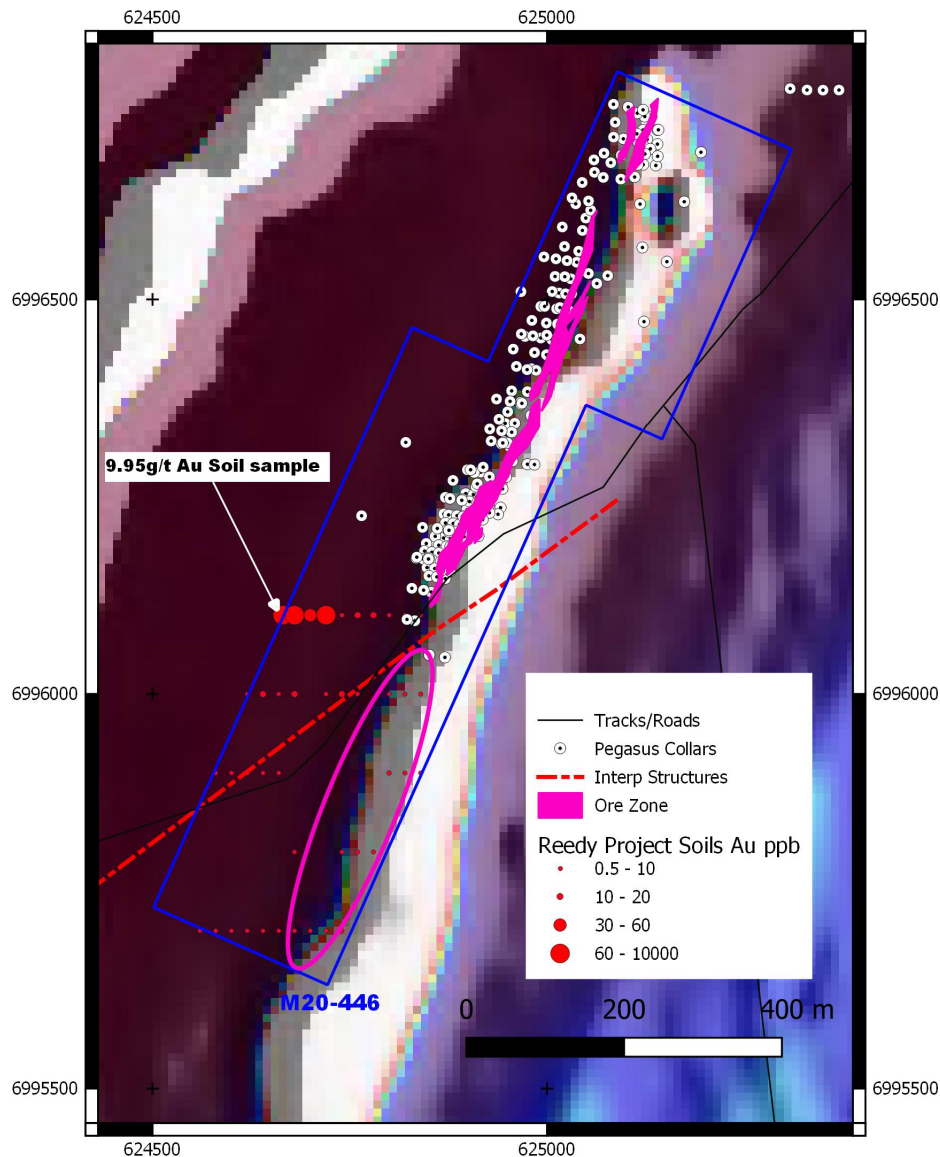 624500 625000
6996500 6996500
9.95g/t Au Soil sample
6996000 6996000
Tracks/Roads
Pegasus Collars
Interp Structures
Ore Zone
Reedy Project Soils Au ppb
0.5 - 10
10 - 20
30 - 60
60 - 10000
M20-446
0 200 400 m
6995500 6995500
624500 625000